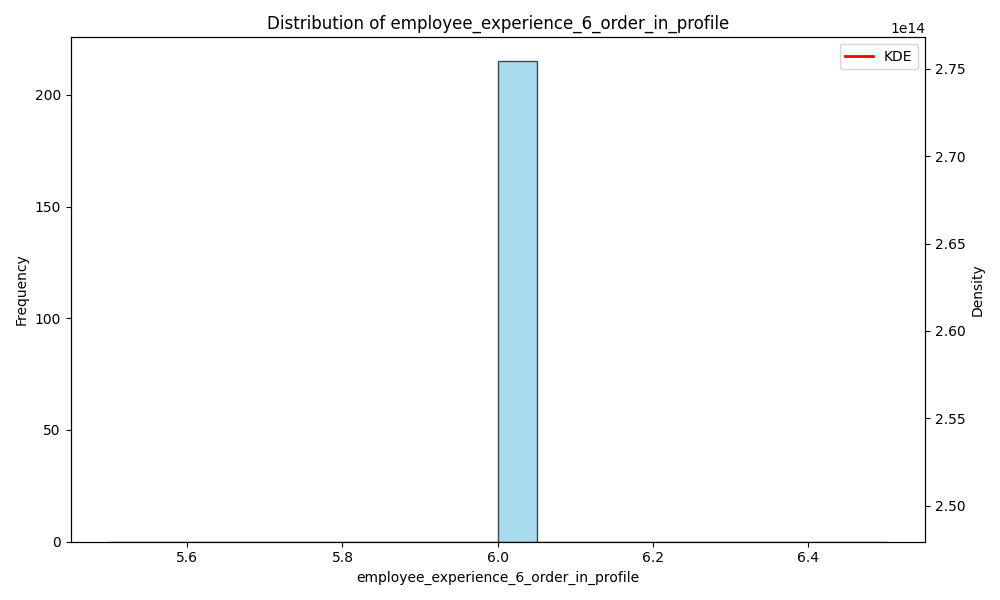 Distribution of employee_experience_6_order_in_profile
1e14
KDE
200
150
100
50
0
Frequency
2.75
2.70
2.65
2.60
2.55
2.50
Density
5.6 5.8 6.0 6.2 6.4
employee_experience_6_order_in_profile